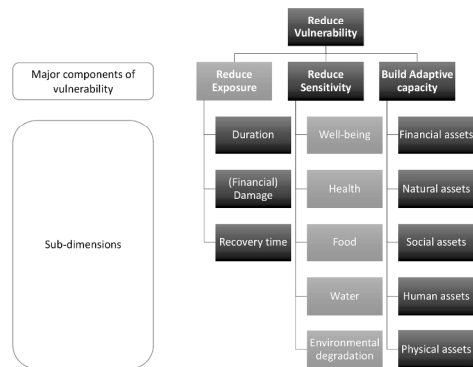 Reduce
Vulnerability
Major components of
vulnerability
Reduce
Exposure
Reduce
Sensitivity
Build Adaptive
capacity
Sub-dimensions
Duration
(Financial)
Damage
Recovery time
Well-being
Health
Food
Water
Environmental
degradation
Financial assets
Natural assets
Social assets
Human assets
Physical assets